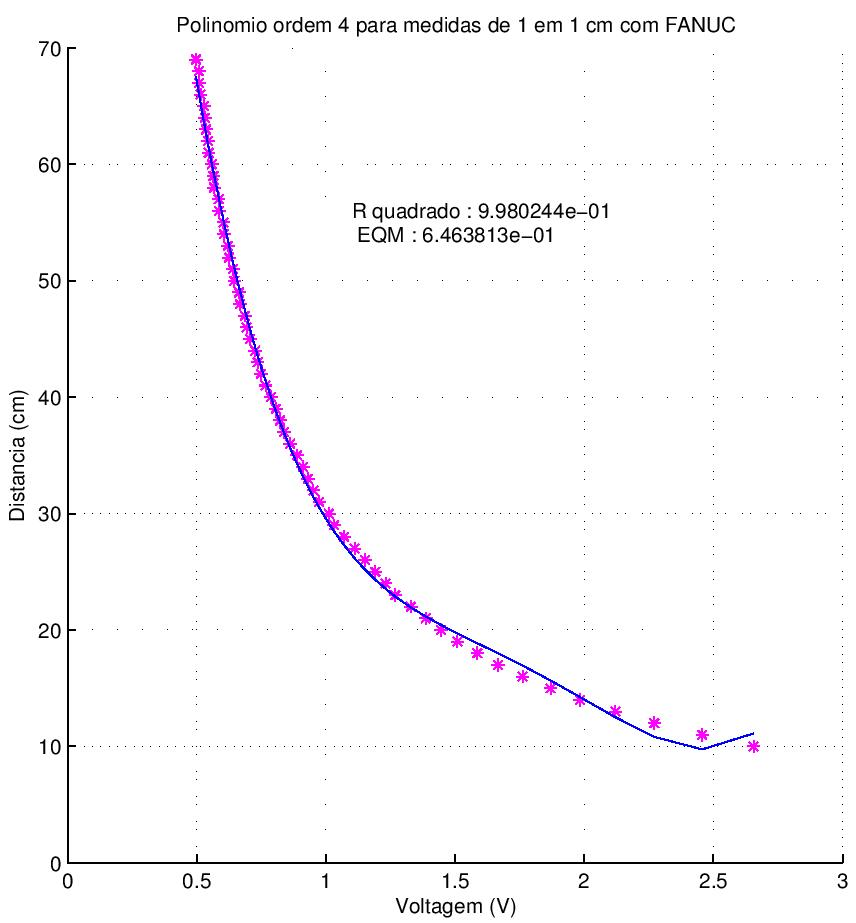 Polinomio ordem 4 para medidas de 1 em 1 cm com FANUC
70
60
R quadrado : 9.980244e−01
EQM : 6.463813e−01
50
40
Distancia (cm)
30
20
10
0
0 0.5 1 1.5 2 2.5 3
Voltagem (V)